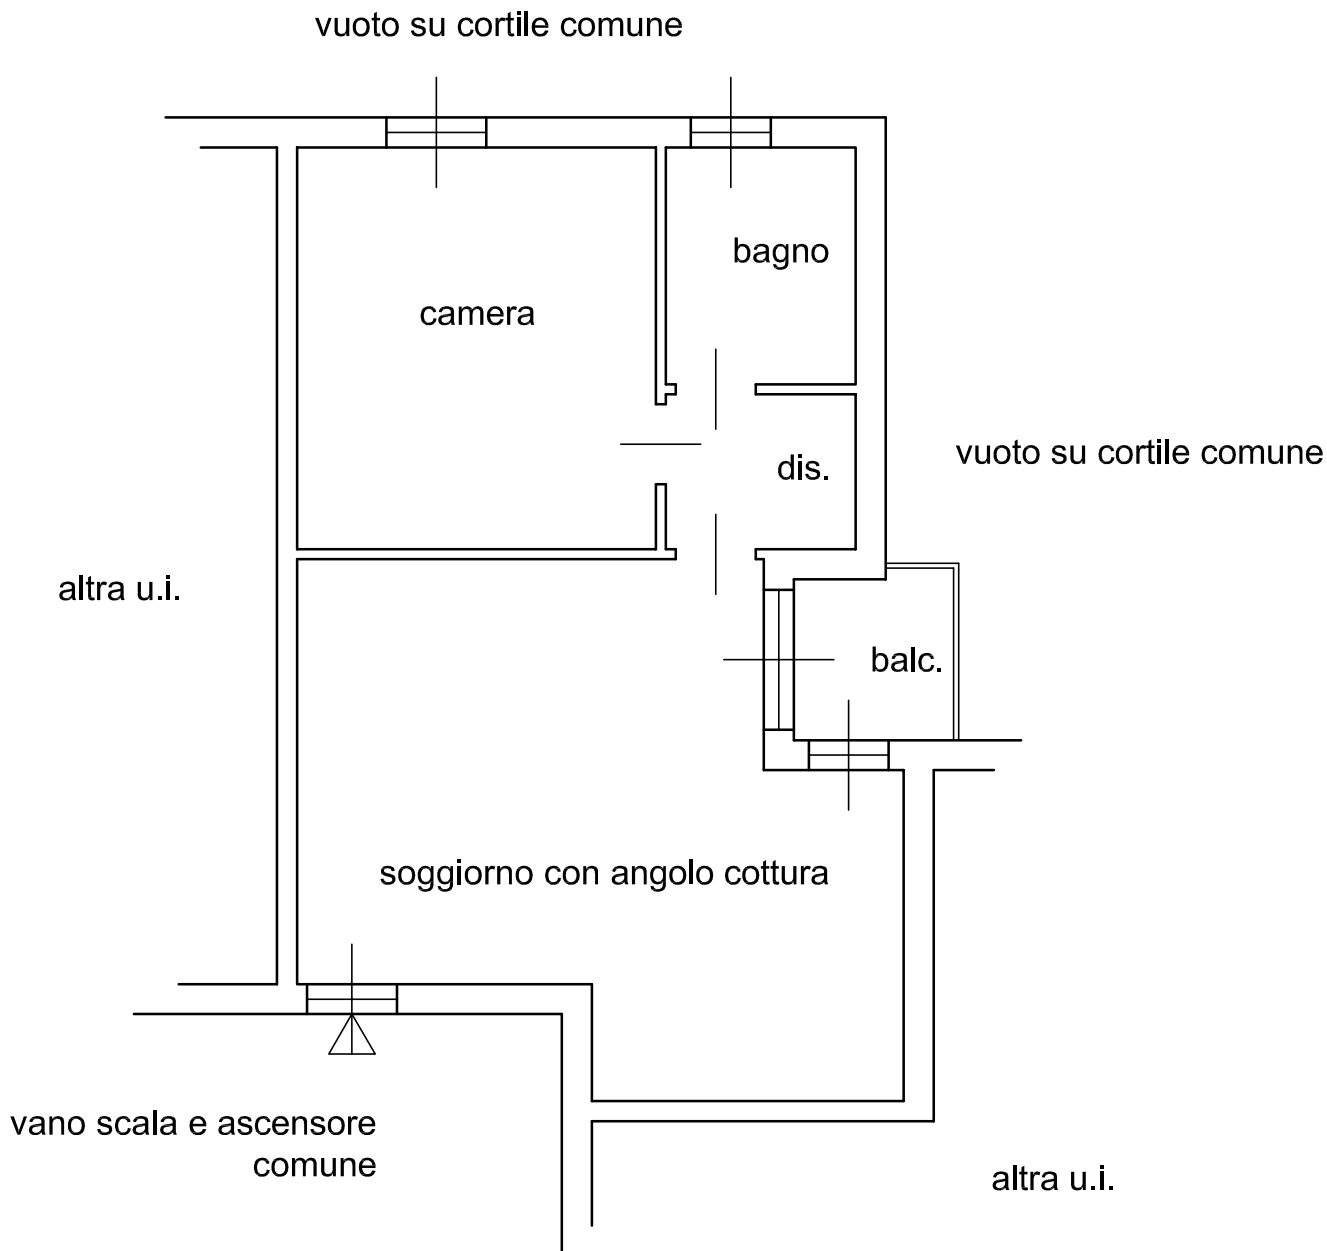 vuoto su cortile comune
bagno
camera
vuoto su cortile comune
dis.
altra u.i.
balc.
soggiorno con angolo cottura
vano scala e ascensore
comune
altra u.i.